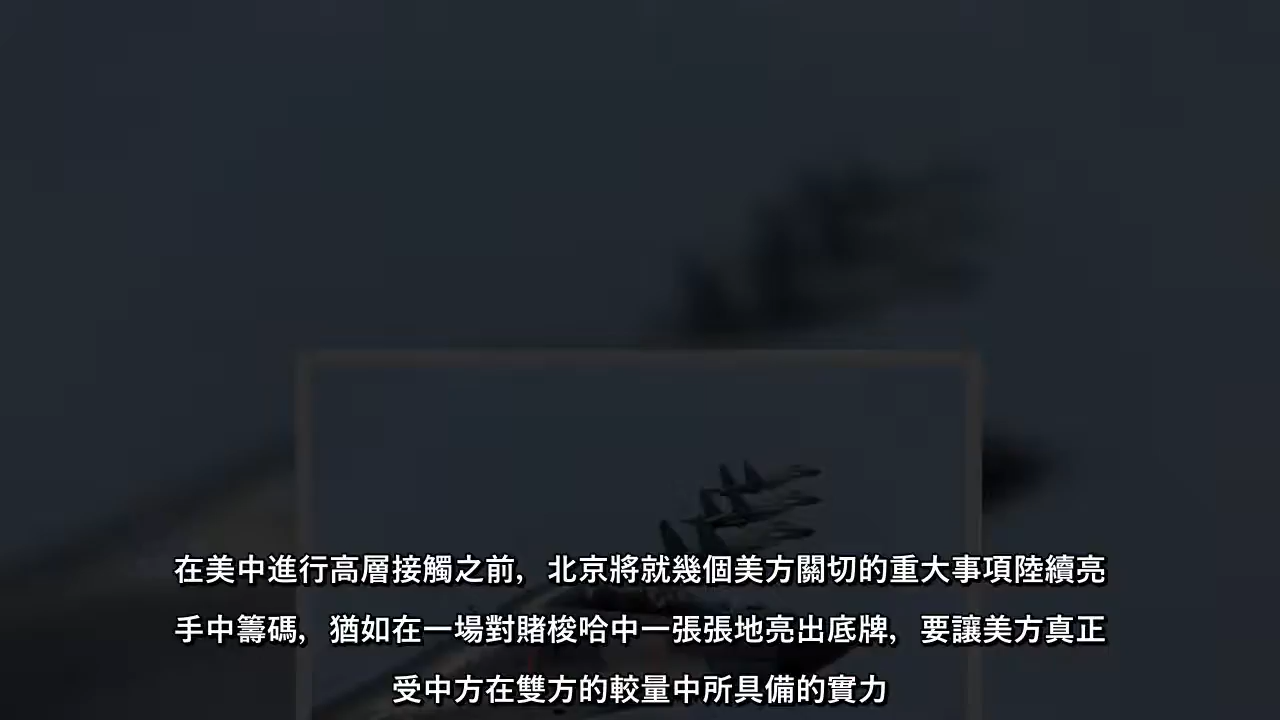 在美中進行高層接觸之前，北京將就幾個美方關切的重大事項陸續亮
手中籌碼，猶如在一場對賭梭哈中一張張地亮出底牌，要讓美方真正
受中方在雙方的較量中所具備的實力